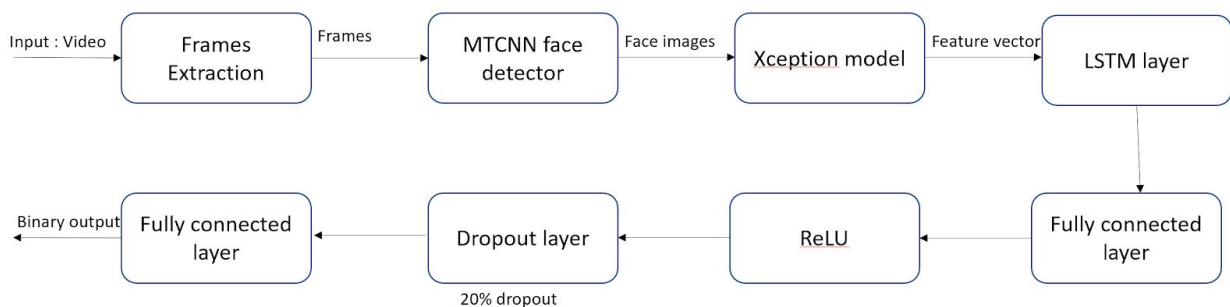 Input : Video
Frames
Extraction
Frames
MTCNN face
detector
Face images
Xception model
Feature vector
LSTM layer
Binary output
Fully connected
layer
Dropout layer
20% dropout
ReLU
Fully connected
layer